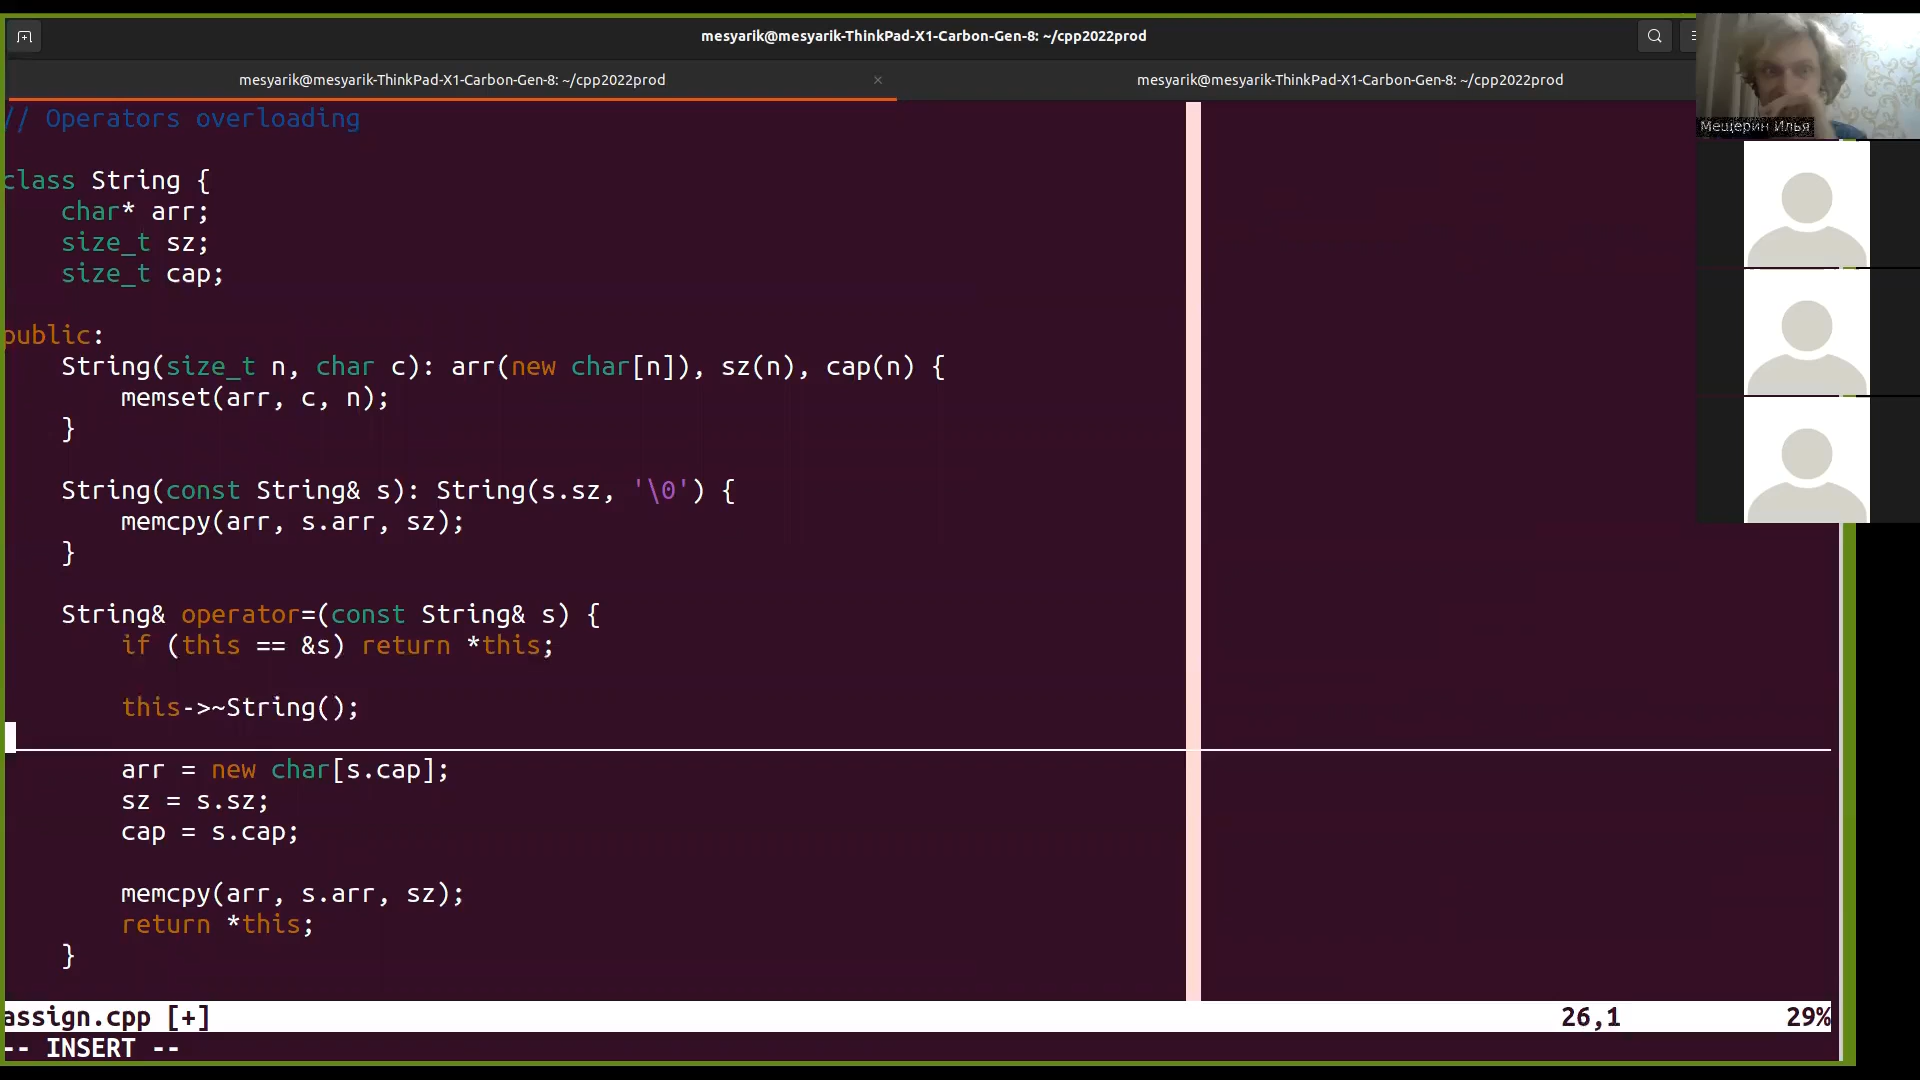 mesyarik@mesyarik-ThinkPad-X1-Carbon-Gen-8: ~/cpp2022prod
mesyarik@mesyarik-ThinkPad-X1-Carbon-Gen-8: ~/cpp2022prod
mesyarik@mesyarik-ThinkPad-X1-Carbon-Gen-8: ~/cpp2022prod
Мещерин Илья
// Operators overloading
class String {
    char* arr;
    size_t sz;
    size_t cap;
public:
    String(size_t n, char c): arr(new char[n]), sz(n), cap(n) {
        memset(arr, c, n);
    }
    String(const String& s): String(s.sz, '\0') {
        memcpy(arr, s.arr, sz);
    }
    String& operator=(const String& s) {
        if (this == &s) return *this;
        this->~String();
        arr = new char[s.cap];
        sz = s.sz;
        cap = s.cap;
        memcpy(arr, s.arr, sz);
        return *this;
    }
assign.cpp [+] 26,1 29%
-- INSERT --